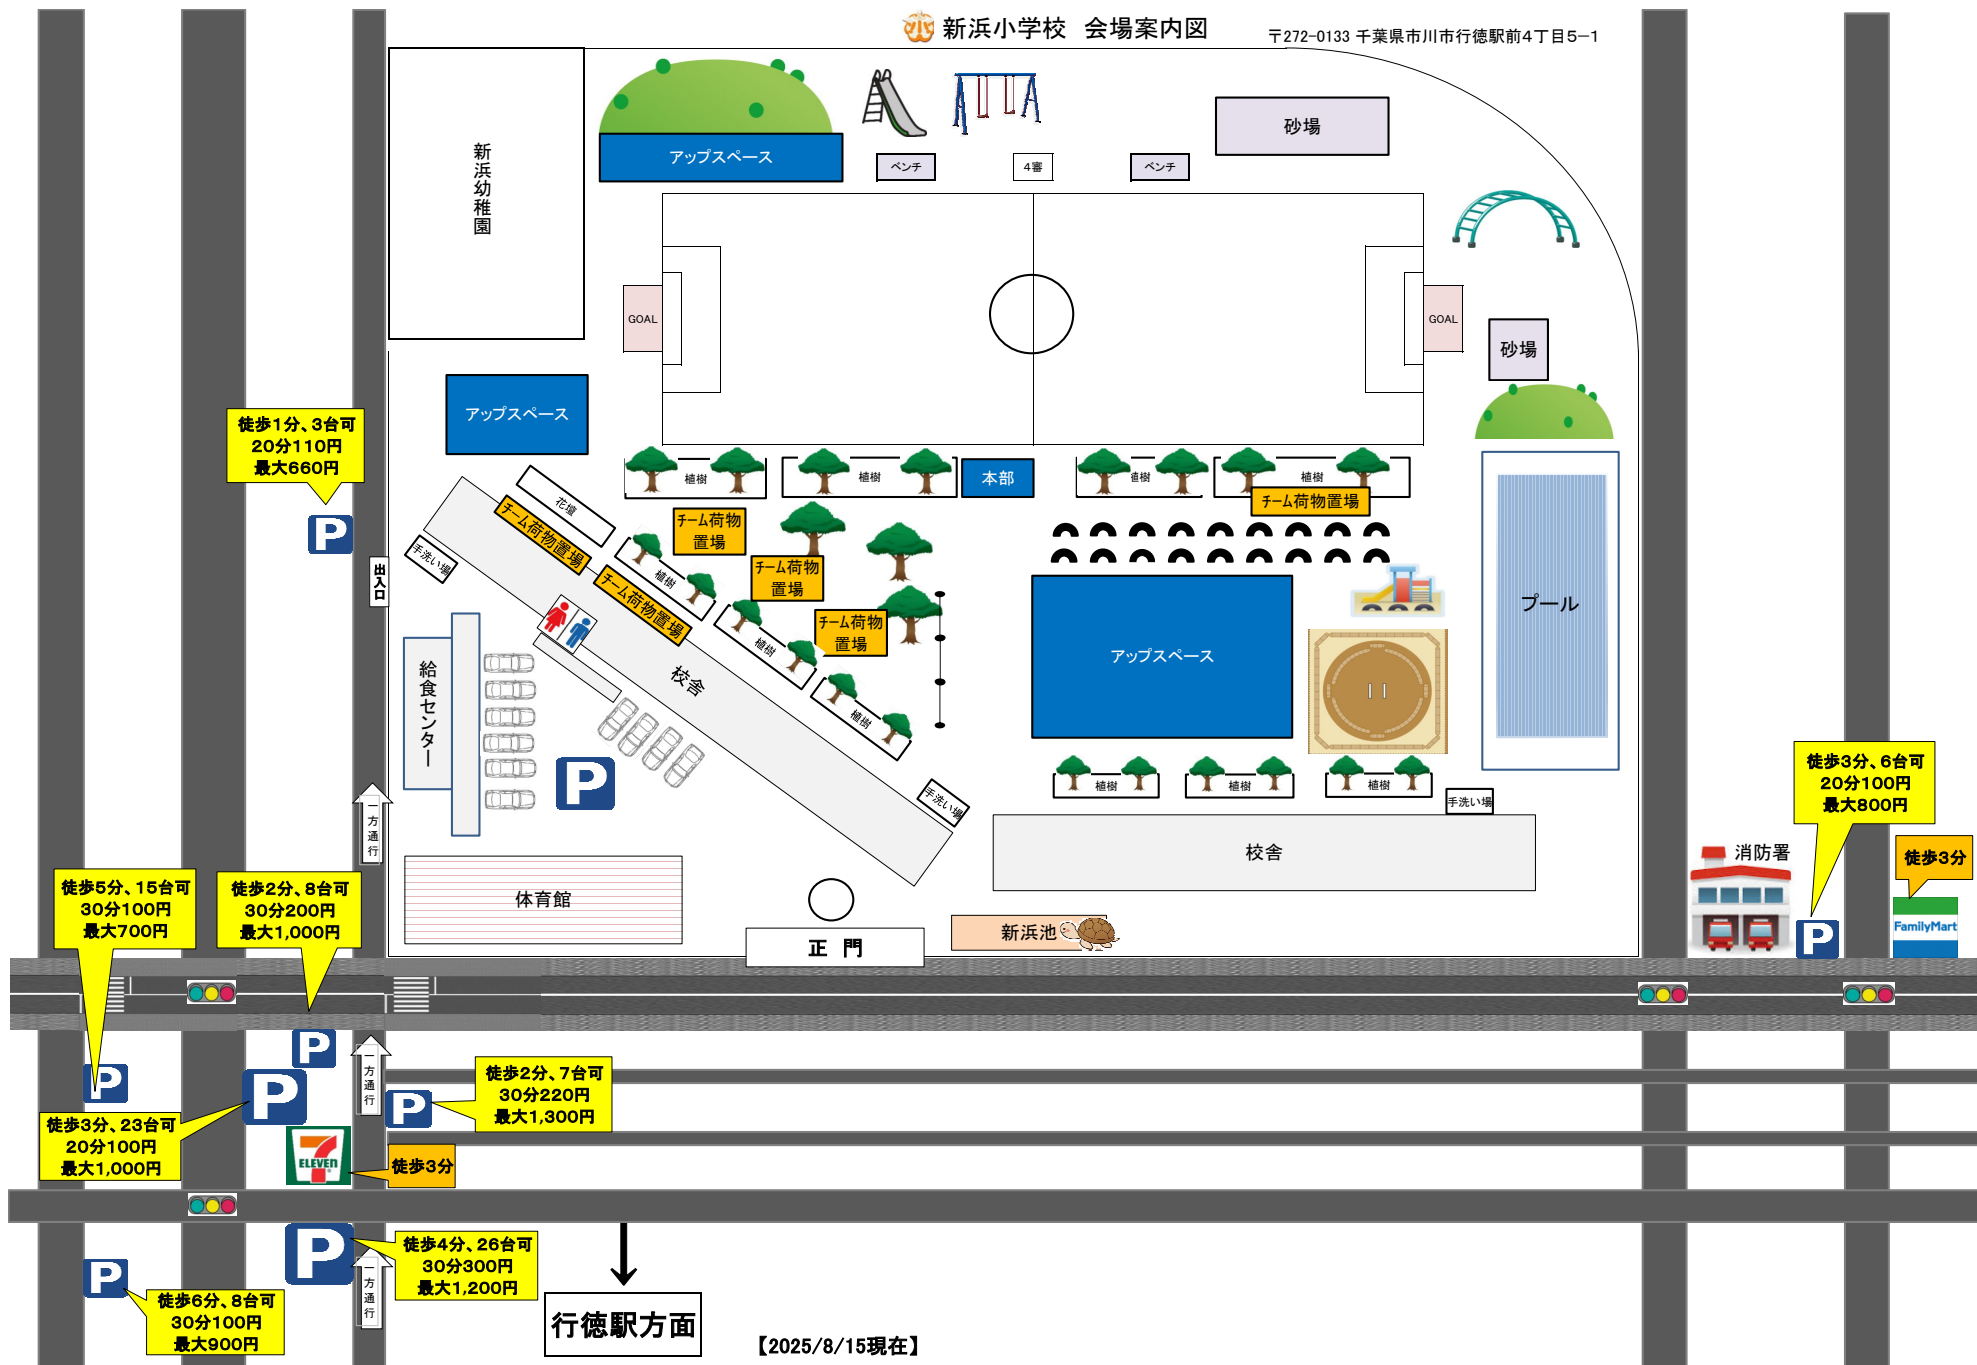 新浜小学校 会場案内図
〒272-0133 千葉県市川市行徳駅前4丁目5－1
新浜幼稚園
アップスペース
ベンチ
4審
ベンチ
砂場
GOAL
GOAL
砂場
アップスペース
徒歩1分、3台可
20分110円
最大660円
P
出入口
植樹
植樹
本部
植樹
植樹
チーム荷物置場
花壇
チーム荷物置場
手洗い場
チーム荷物
置場
チーム荷物
置場
チーム荷物
置場
チーム荷物置場
植樹
植樹
植樹
校舎
アップスペース
プール
給食センター
P
手洗い場
植樹
植樹
植樹
手洗い場
校舎
一方通行
体育館
正 門
新浜池
消防署
徒歩3分、6台可
20分100円
最大800円
P
徒歩3分
FamilyMart
徒歩5分、15台可
30分100円
最大700円
徒歩2分、8台可
30分200円
最大1,000円
P
P
P
一方通行
P
徒歩2分、7台可
30分220円
最大1,300円
徒歩3分、23台可
20分100円
最大1,000円
7
ELEVEN
徒歩3分
P
徒歩4分、26台可
30分300円
最大1,200円
一方通行
P
徒歩6分、8台可
30分100円
最大900円
行徳駅方面
【2025/8/15現在】